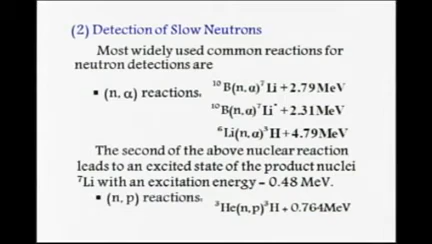 (2) Detection of Slow Neutrons
Most widely used common reactions for
neutron detections are
▪ (n, α) reactions. ¹⁰B(n,α)⁷Li + 2.79MeV
¹⁰B(n,α)⁷Li* + 2.31MeV
⁶Li(n,α)³H + 4.79MeV
The second of the above nuclear reaction
leads to an excited state of the product nuclei
⁷Li with an excitation energy – 0.48 MeV.
▪ (n, p) reactions. ³He(n,p)³H + 0.764MeV